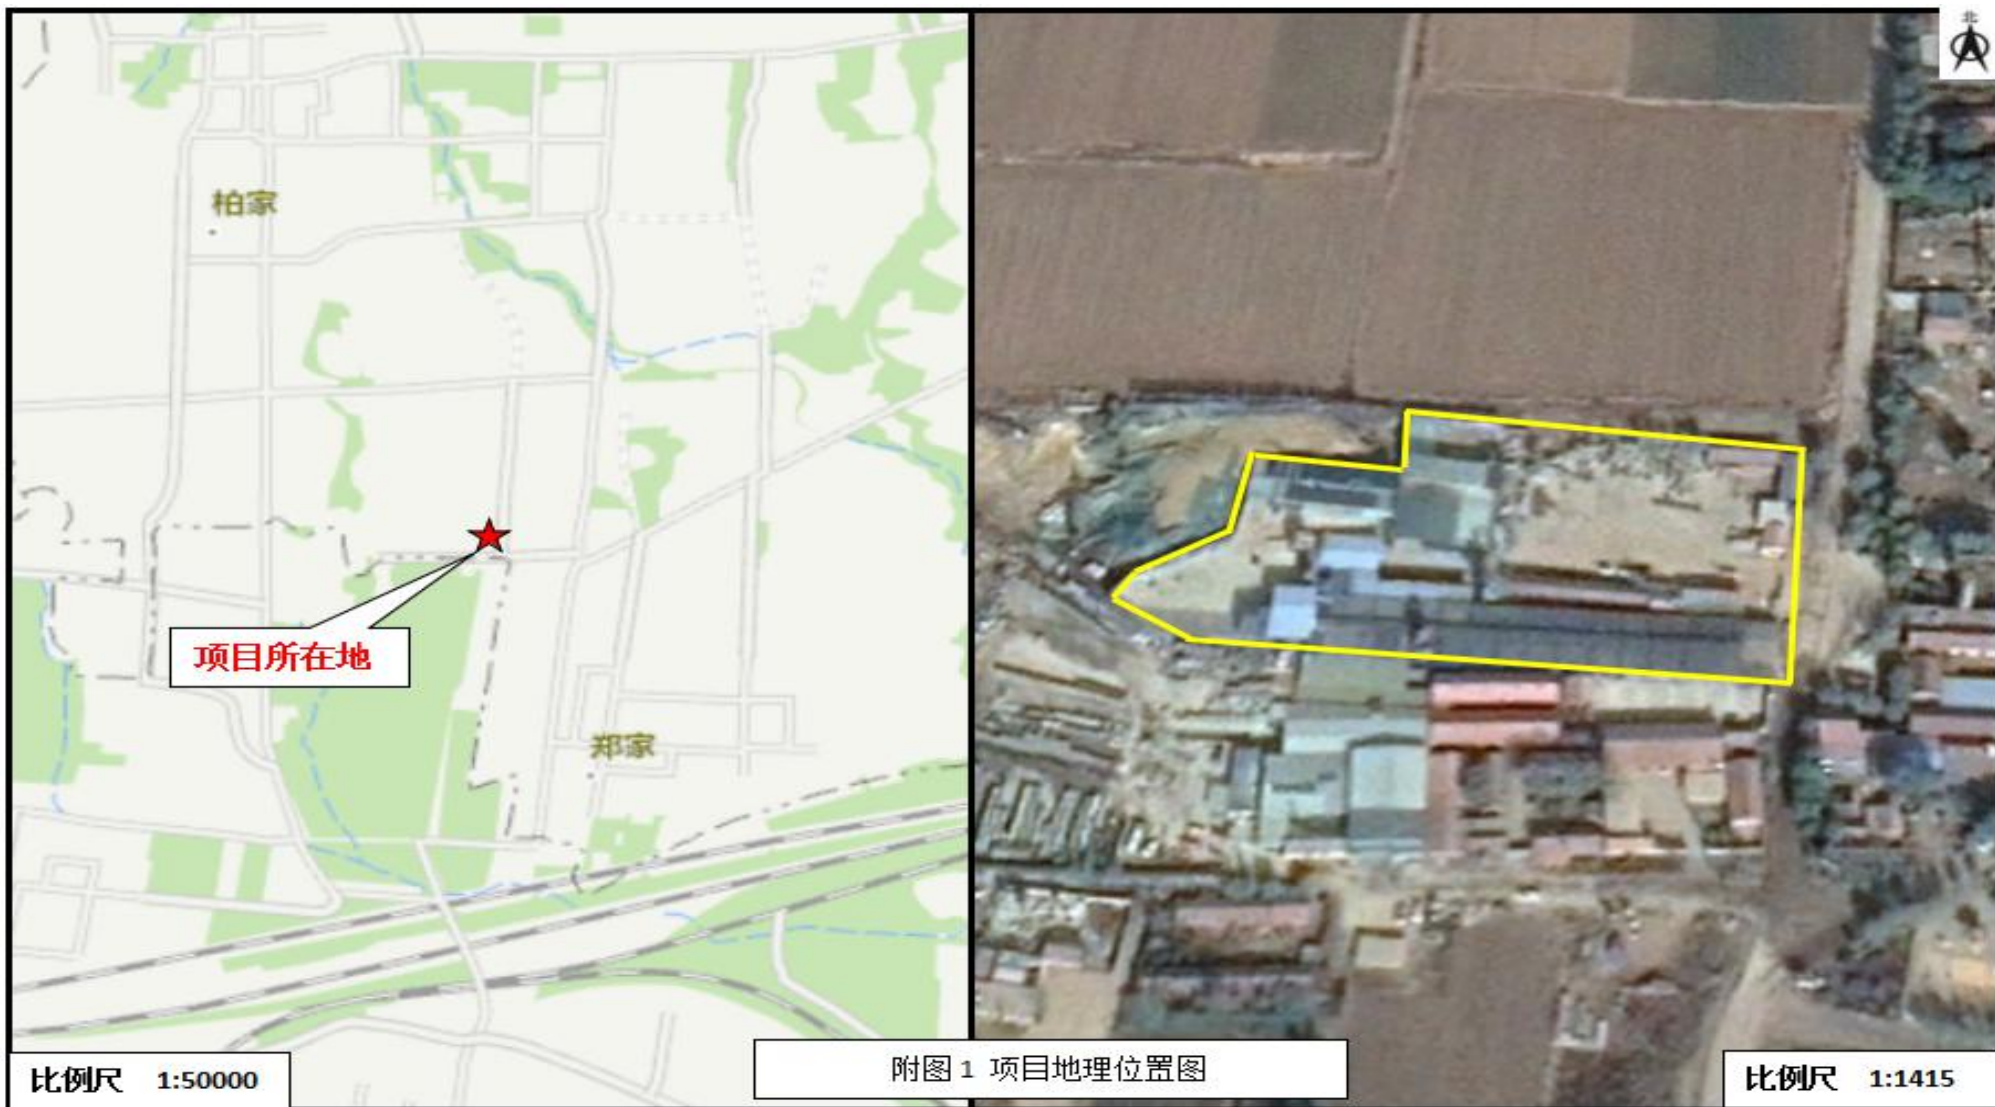 北
柏家
项目所在地
郑家
比例尺 1:50000
附图 1 项目地理位置图
比例尺 1:1415